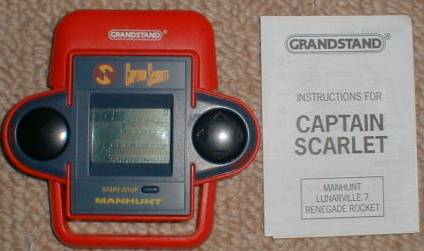 GRANDSTAND®
CAPTAIN SCARLET
START/STOP
MANHUNT
GRANDSTAND®
INSTRUCTIONS FOR
CAPTAIN
SCARLET
MANHUNT
LUNARVILLE 7
RENEGADE ROCKET